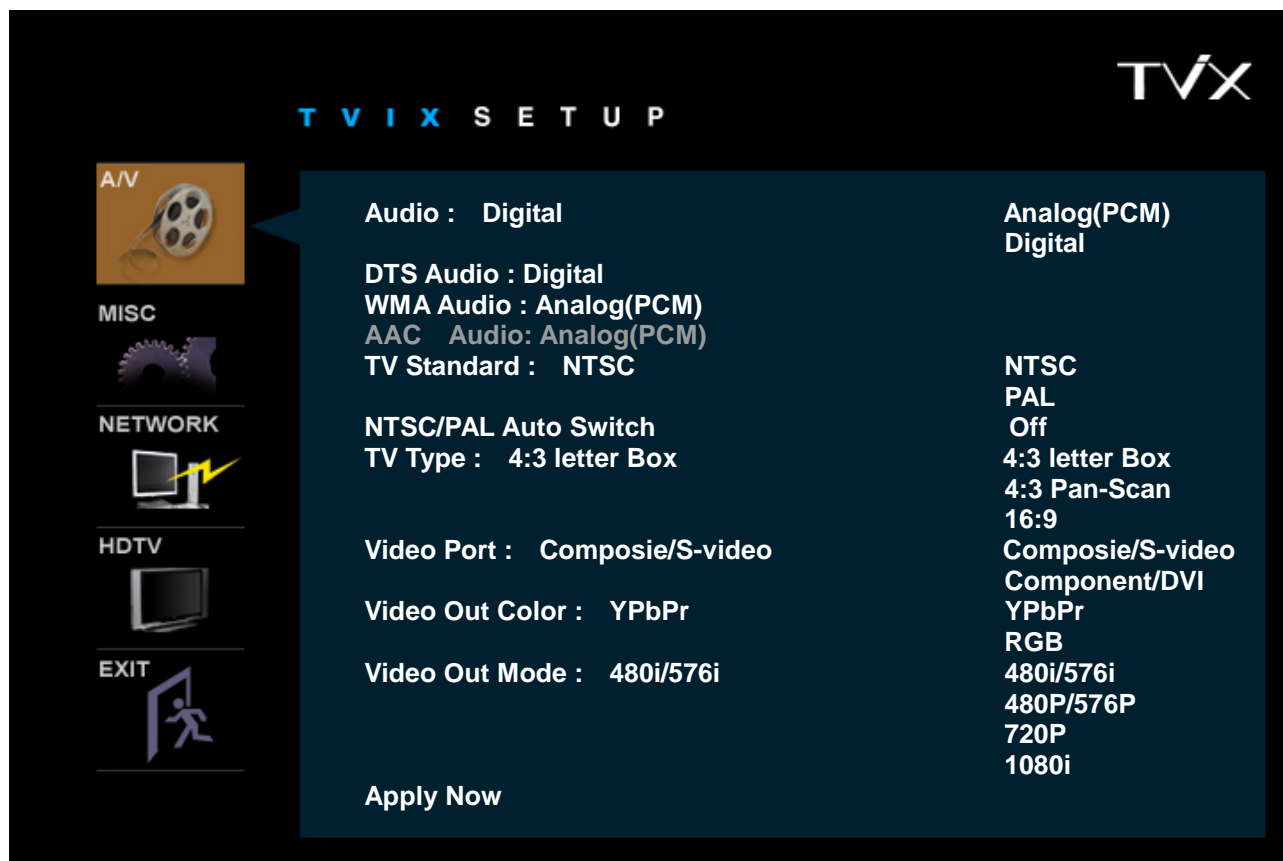 TViX
TVIX SETUP
A/V
MISC
NETWORK
HDTV
EXIT
Audio : Digital Analog(PCM)
Digital
DTS Audio : Digital
WMA Audio : Analog(PCM)
AAC Audio: Analog(PCM)
TV Standard : NTSC NTSC
PAL
NTSC/PAL Auto Switch Off
TV Type : 4:3 letter Box 4:3 letter Box
4:3 Pan-Scan
16:9
Video Port : Composie/S-video Composie/S-video
Component/DVI
Video Out Color : YPbPr YPbPr
RGB
Video Out Mode : 480i/576i 480i/576i
480P/576P
720P
1080i
Apply Now